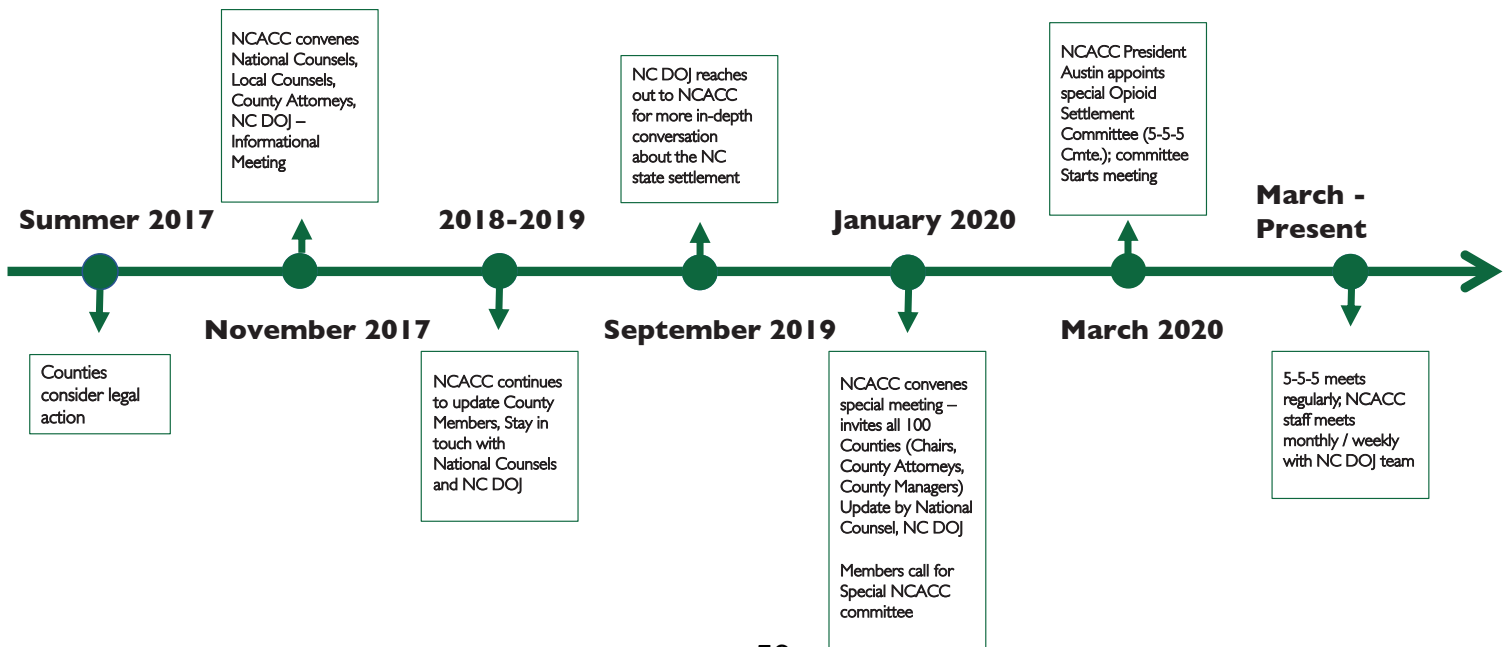 Summer 2017
Counties
consider legal
action
NCACC convenes
National Counsels,
Local Counsels,
County Attorneys,
NC DOJ –
Informational
Meeting
November 2017
2018-2019
NCACC continues
to update County
Members, Stay in
touch with
National Counsels
and NC DOJ
NC DOJ reaches
out to NCACC
for more in-depth
conversation
about the NC
state settlement
September 2019
January 2020
NCACC convenes
special meeting –
invites all 100
Counties (Chairs,
County Attorneys,
County Managers)
Update by National
Counsel, NC DOJ
Members call for
Special NCACC
committee
NCACC President
Austin appoints
special Opioid
Settlement
Committee (5-5-5
Cmte.); committee
Starts meeting
March 2020
March -
Present
5-5-5 meets
regularly; NCACC
staff meets
monthly / weekly
with NC DOJ team